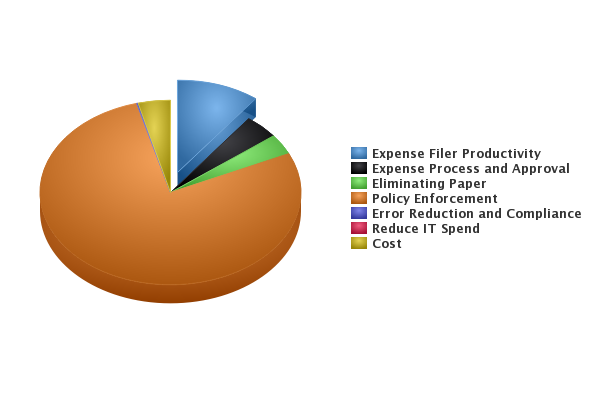 Expense Filer Productivity
Expense Process and Approval
Eliminating Paper
Policy Enforcement
Error Reduction and Compliance
Reduce IT Spend
Cost